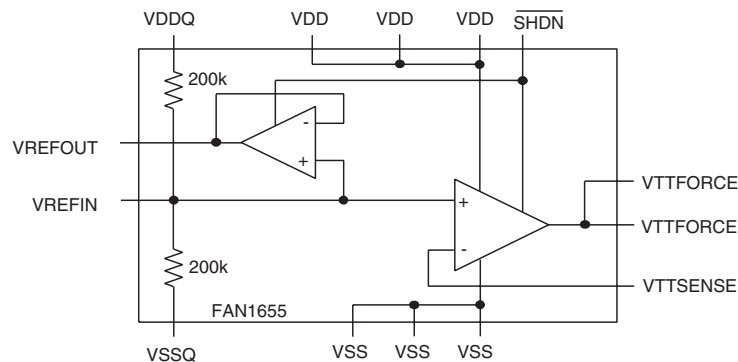 VDDQ VDD VDD VDD SHDN
200k
-
VREFOUT
+
VTTFORCE
VREFIN
+
VTTFORCE
-
200k
VTTSENSE
FAN1655
VSSQ VSS VSS VSS